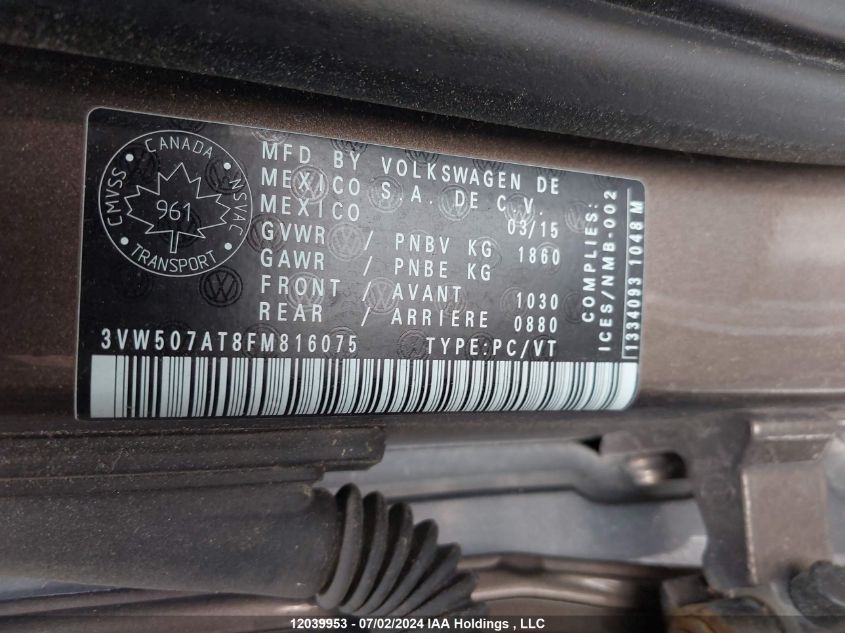 CANADA
CMVSS
NSVAC
961
TRANSPORT
MFD BY VOLKSWAGEN DE
MEXICO S.A. DE C.V.
MEXICO 03/15
GVWR / PNBV KG 1860
GAWR / PNBE KG
FRONT / AVANT 1030
REAR / ARRIERE 0880
3VW507AT8FM816075 TYPE:PC/VT
COMPLIES:
ICES/NMB-002
1334093 1048 M
12039953 - 07/02/2024 IAA Holdings , LLC